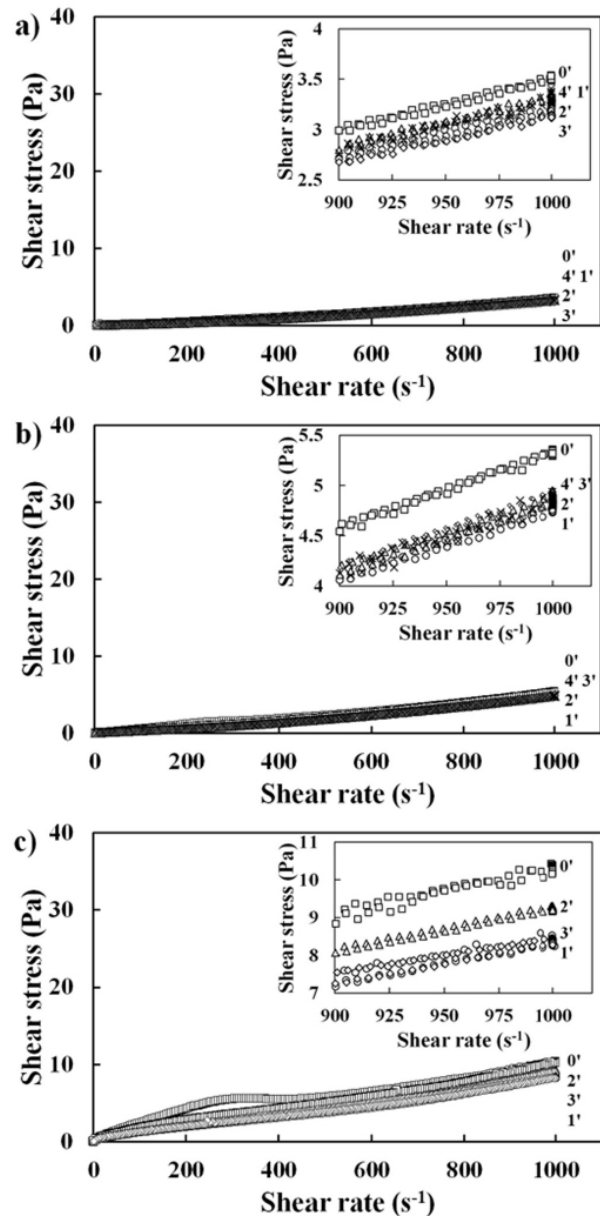 a)
Shear stress (Pa)
40
30
20
10
0
0 200 400 600 800 1000
Shear rate (s-1)
0'
4' 1'
2'
3'
Shear stress (Pa)
4
3.5
3
2.5
900 925 950 975 1000
Shear rate (s-1)
0'
4' 1'
2'
3'
b)
Shear stress (Pa)
40
30
20
10
0
0 200 400 600 800 1000
Shear rate (s-1)
0'
4' 3'
2'
1'
Shear stress (Pa)
5.5
5
4.5
4
900 925 950 975 1000
Shear rate (s-1)
0'
4' 3'
2'
1'
c)
Shear stress (Pa)
40
30
20
10
0
0 200 400 600 800 1000
Shear rate (s-1)
0'
2'
3'
1'
Shear stress (Pa)
11
10
9
8
7
900 925 950 975 1000
Shear rate (s-1)
0'
2'
3'
1'